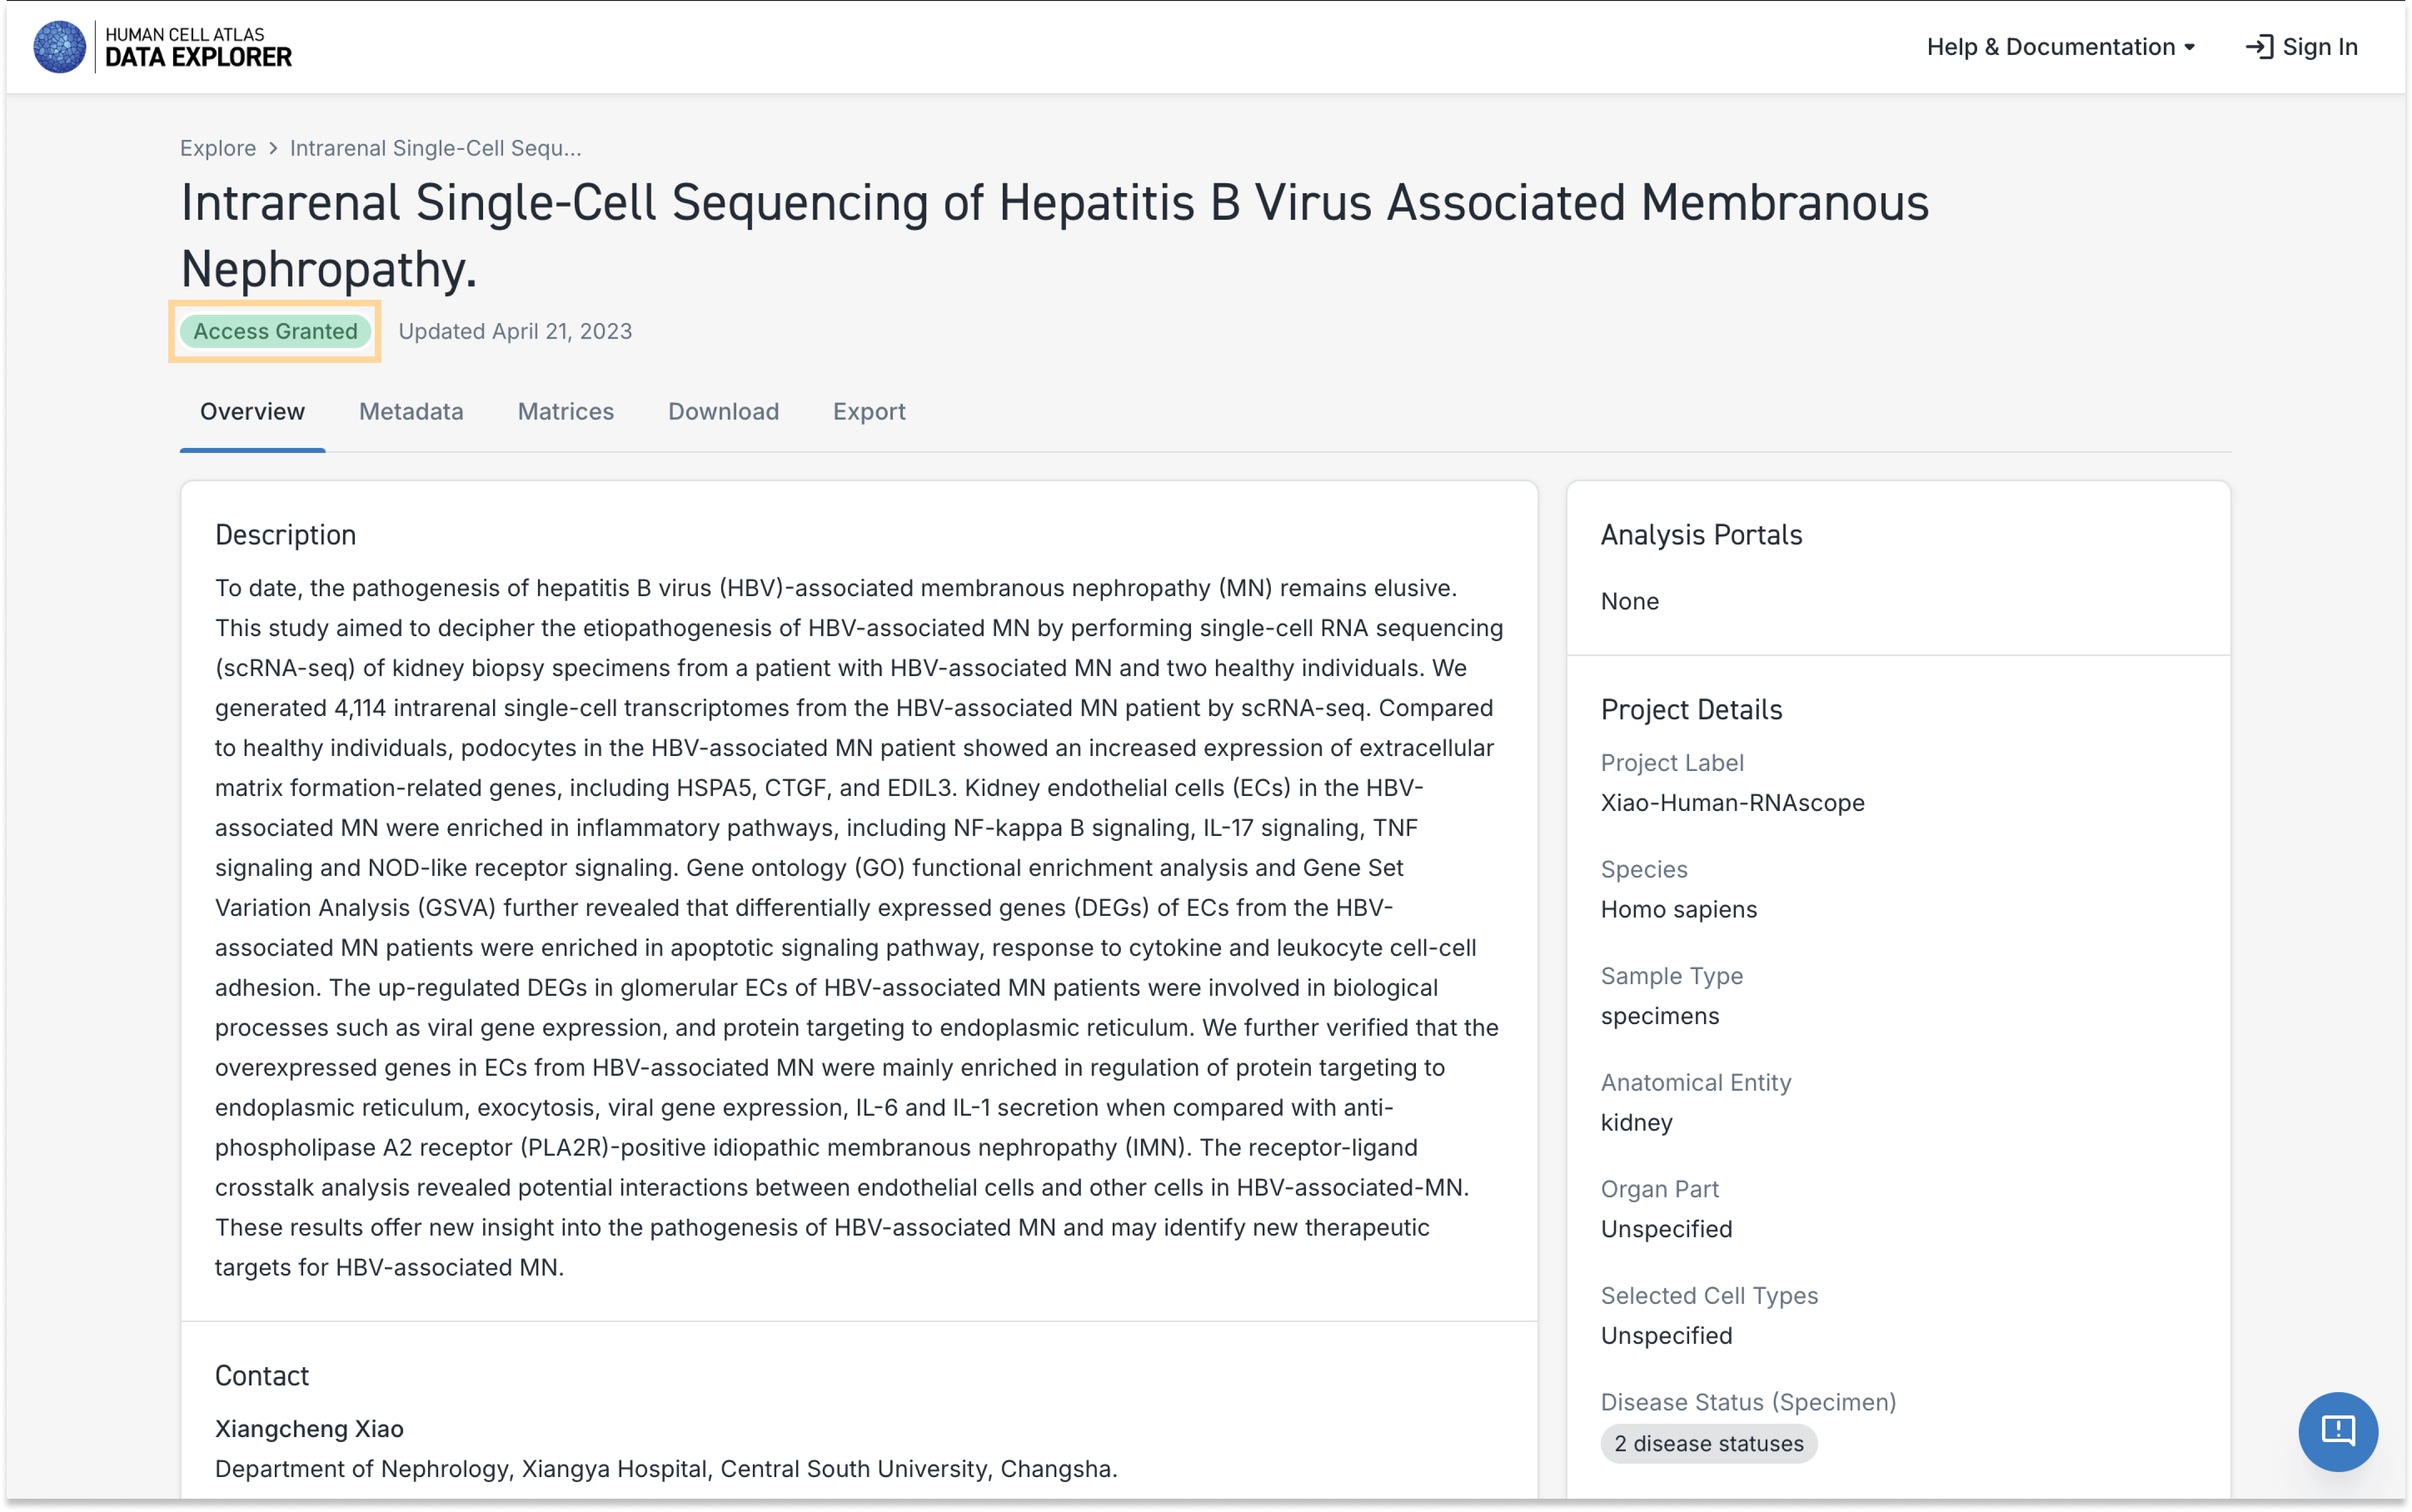 HUMAN CELL ATLAS
DATA EXPLORER
Help & Documentation
Sign In
Explore > Intrarenal Single-Cell Sequ...
Intrarenal Single-Cell Sequencing of Hepatitis B Virus Associated Membranous
Nephropathy.
Access Granted
Updated April 21, 2023
Overview
Metadata
Matrices
Download
Export
Description
To date, the pathogenesis of hepatitis B virus (HBV)-associated membranous nephropathy (MN) remains elusive.
This study aimed to decipher the etiopathogenesis of HBV-associated MN by performing single-cell RNA sequencing
(scRNA-seq) of kidney biopsy specimens from a patient with HBV-associated MN and two healthy individuals. We
generated 4,114 intrarenal single-cell transcriptomes from the HBV-associated MN patient by scRNA-seq. Compared
to healthy individuals, podocytes in the HBV-associated MN patient showed an increased expression of extracellular
matrix formation-related genes, including HSPA5, CTGF, and EDIL3. Kidney endothelial cells (ECs) in the HBV-
associated MN were enriched in inflammatory pathways, including NF-kappa B signaling, IL-17 signaling, TNF
signaling and NOD-like receptor signaling. Gene ontology (GO) functional enrichment analysis and Gene Set
Variation Analysis (GSVA) further revealed that differentially expressed genes (DEGs) of ECs from the HBV-
associated MN patients were enriched in apoptotic signaling pathway, response to cytokine and leukocyte cell-cell
adhesion. The up-regulated DEGs in glomerular ECs of HBV-associated MN patients were involved in biological
processes such as viral gene expression, and protein targeting to endoplasmic reticulum. We further verified that the
overexpressed genes in ECs from HBV-associated MN were mainly enriched in regulation of protein targeting to
endoplasmic reticulum, exocytosis, viral gene expression, IL-6 and IL-1 secretion when compared with anti-
phospholipase A2 receptor (PLA2R)-positive idiopathic membranous nephropathy (IMN). The receptor-ligand
crosstalk analysis revealed potential interactions between endothelial cells and other cells in HBV-associated-MN.
These results offer new insight into the pathogenesis of HBV-associated MN and may identify new therapeutic
targets for HBV-associated MN.
Contact
Xiangcheng Xiao
Department of Nephrology, Xiangya Hospital, Central South University, Changsha.
Analysis Portals
None
Project Details
Project Label
Xiao-Human-RNAscope
Species
Homo sapiens
Sample Type
specimens
Anatomical Entity
kidney
Organ Part
Unspecified
Selected Cell Types
Unspecified
Disease Status (Specimen)
2 disease statuses